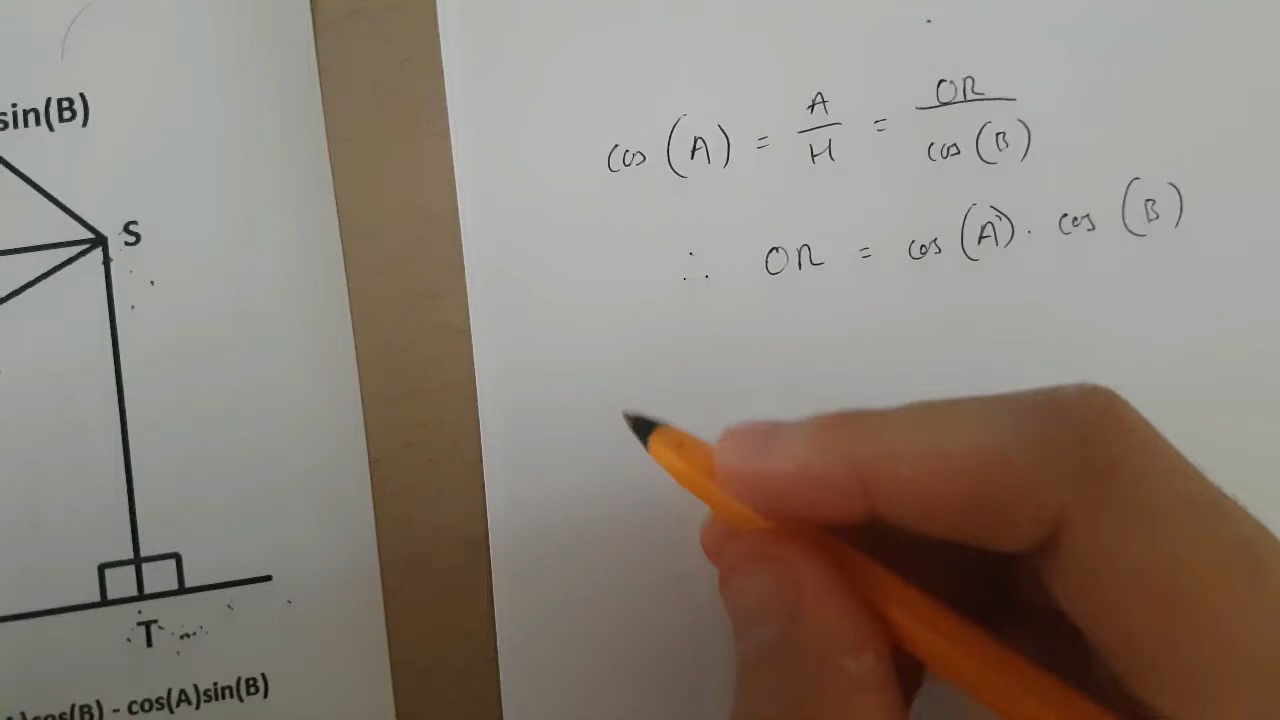 sin(B)
S
T
cos(B) - cos(A)sin(B)
cos (A) = A/H = OR/cos (B)
∴ OR = cos (A) . cos (B)